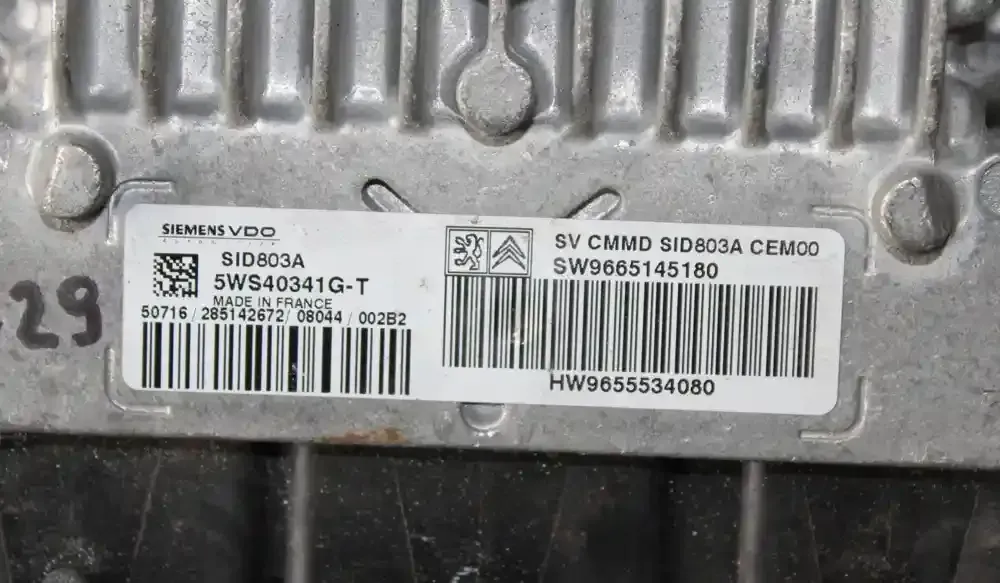 29
SIEMENS VDO
SID803A
5WS40341G-T
MADE IN FRANCE
50716 / 285142672 / 08044 / 002B2
SV CMMD SID803A CEM00
SW9665145180
HW9655534080